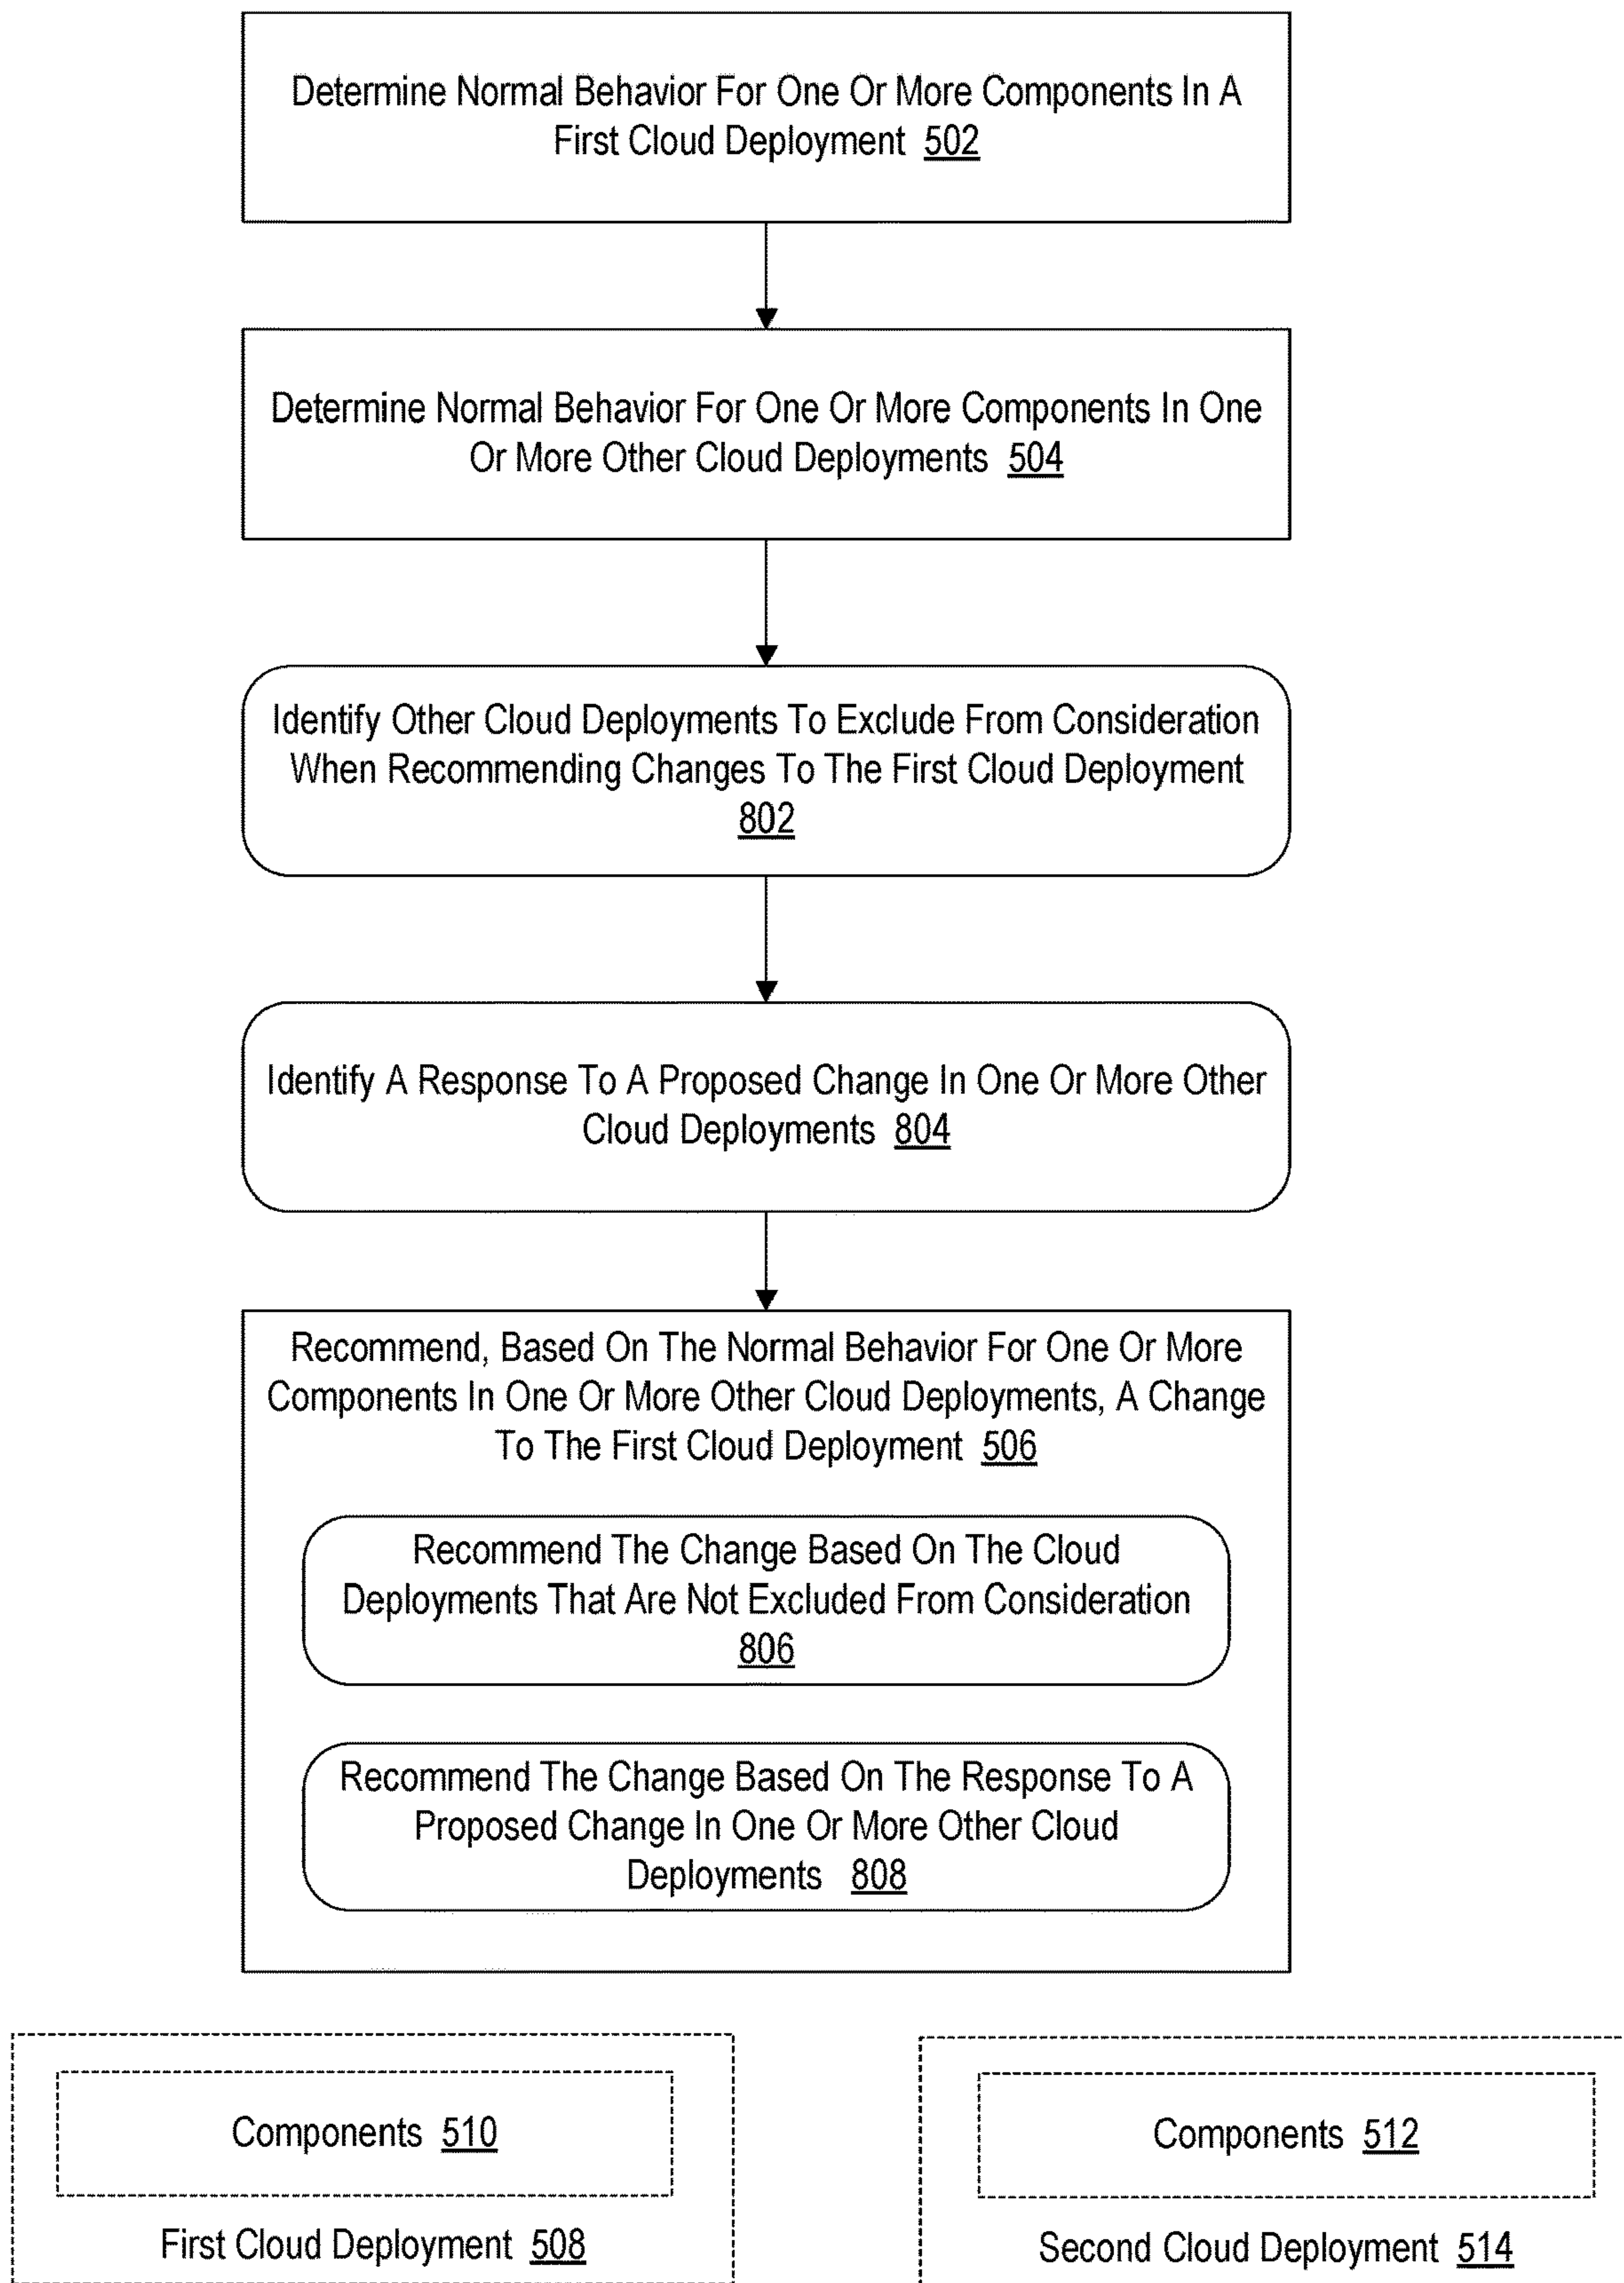 Determine Normal Behavior For One Or More Components In A
First Cloud Deployment 502
Determine Normal Behavior For One Or More Components In One
Or More Other Cloud Deployments 504
Identify Other Cloud Deployments To Exclude From Consideration
When Recommending Changes To The First Cloud Deployment
802
Identify A Response To A Proposed Change In One Or More Other
Cloud Deployments 804
Recommend, Based On The Normal Behavior For One Or More
Components In One Or More Other Cloud Deployments, A Change
To The First Cloud Deployment 506
Recommend The Change Based On The Cloud
Deployments That Are Not Excluded From Consideration
806
Recommend The Change Based On The Response To A
Proposed Change In One Or More Other Cloud
Deployments 808
Components 510
First Cloud Deployment 508
Components 512
Second Cloud Deployment 514